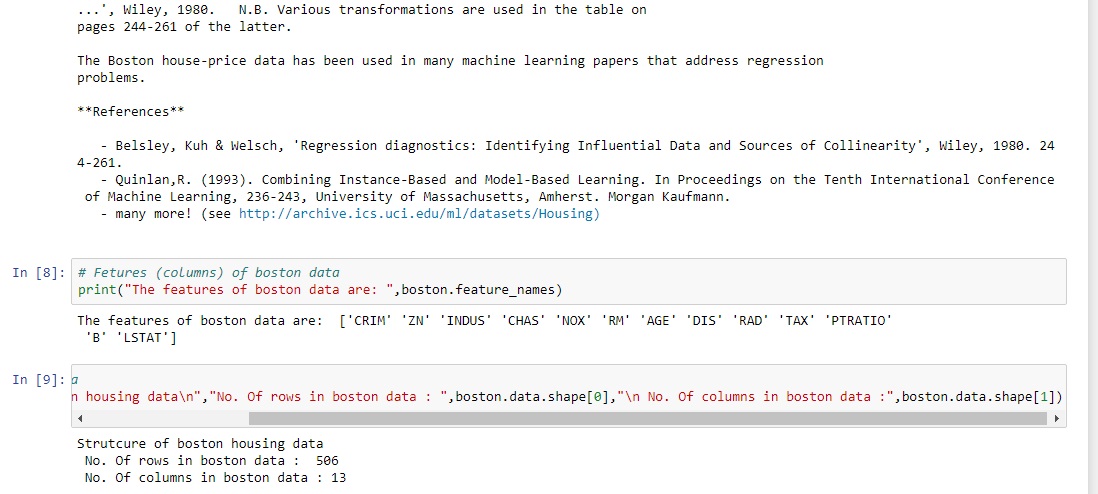 ...', Wiley, 1980.   N.B. Various transformations are used in the table on
pages 244-261 of the latter.
The Boston house-price data has been used in many machine learning papers that address regression
problems.
**References**
- Belsley, Kuh & Welsch, 'Regression diagnostics: Identifying Influential Data and Sources of Collinearity', Wiley, 1980. 24
4-261.
- Quinlan,R. (1993). Combining Instance-Based and Model-Based Learning. In Proceedings on the Tenth International Conference
of Machine Learning, 236-243, University of Massachusetts, Amherst. Morgan Kaufmann.
- many more! (see http://archive.ics.uci.edu/ml/datasets/Housing)
In [8]: # Fetures (columns) of boston data
print("The features of boston data are: ",boston.feature_names)
The features of boston data are:  ['CRIM' 'ZN' 'INDUS' 'CHAS' 'NOX' 'RM' 'AGE' 'DIS' 'RAD' 'TAX' 'PTRATIO'
'B' 'LSTAT']
In [9]: a
n housing data\n","No. Of rows in boston data : ",boston.data.shape[0],"\n No. Of columns in boston data :",boston.data.shape[1])
Strutcure of boston housing data
No. Of rows in boston data :  506
No. Of columns in boston data : 13